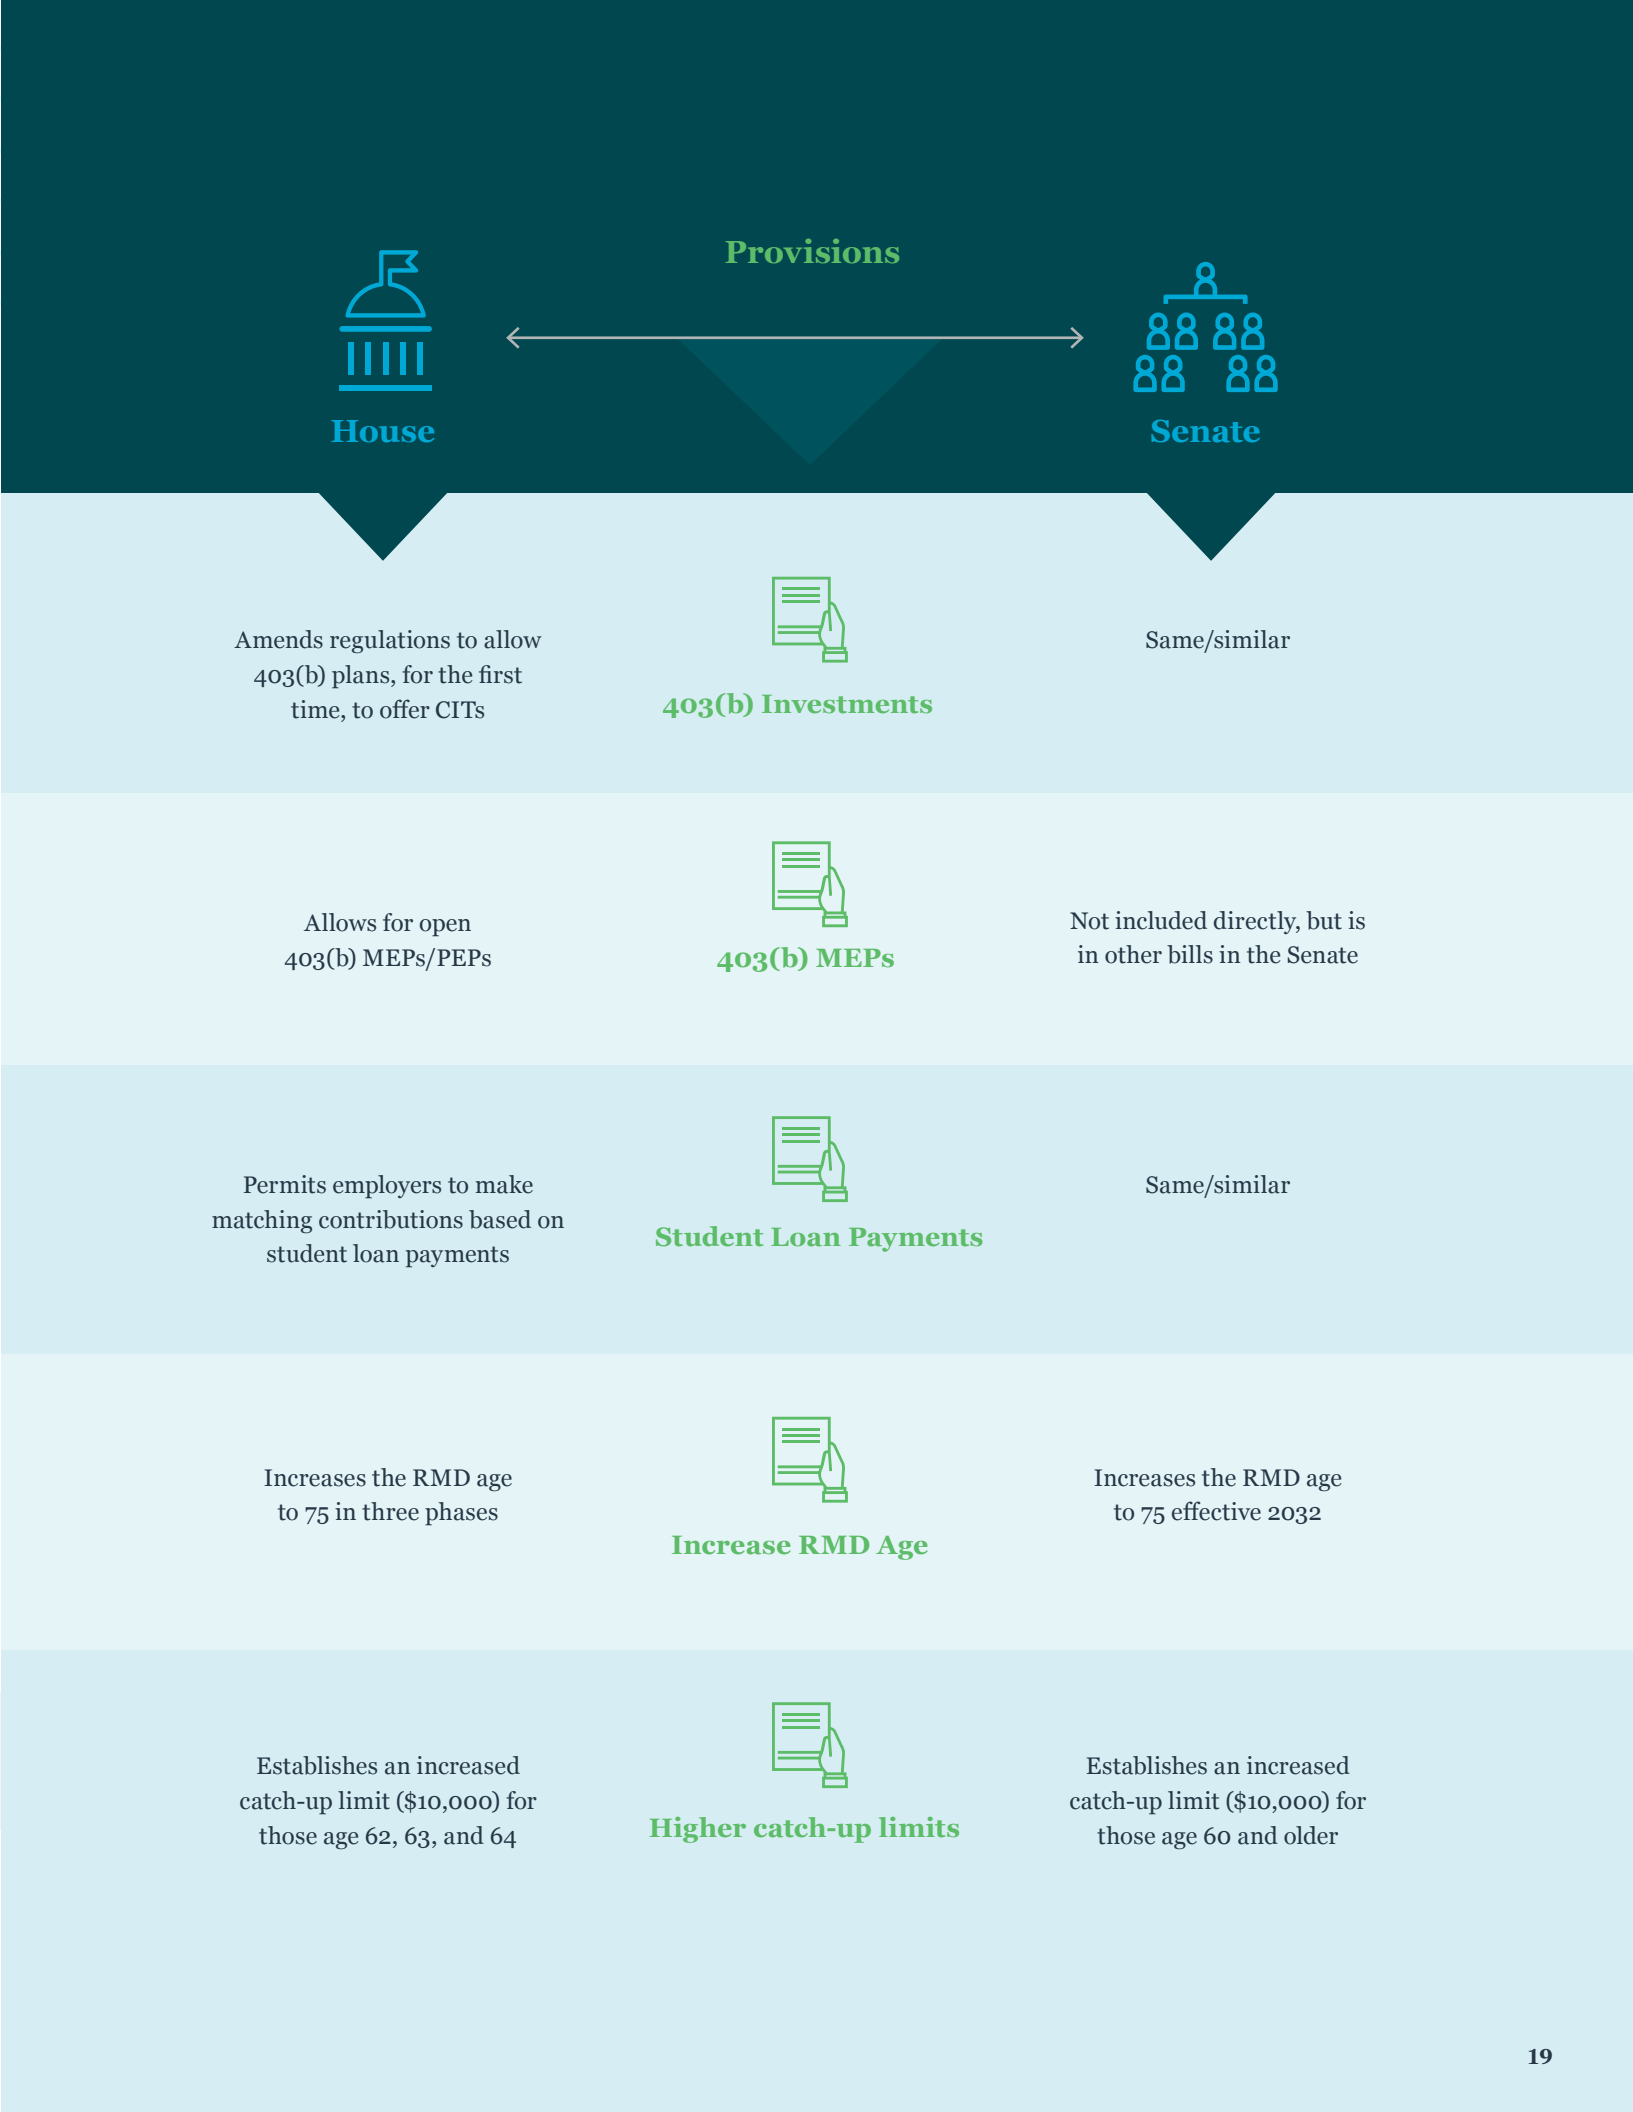 Provisions
House
Senate
Amends regulations to allow
403(b) plans, for the first
time, to offer CITs
403(b) Investments
Same/similar
Allows for open
403(b) MEPs/PEPs
403(b) MEPs
Not included directly, but is
in other bills in the Senate
Permits employers to make
matching contributions based on
student loan payments
Student Loan Payments
Same/similar
Increases the RMD age
to 75 in three phases
Increase RMD Age
Increases the RMD age
to 75 effective 2032
Establishes an increased
catch-up limit ($10,000) for
those age 62, 63, and 64
Higher catch-up limits
Establishes an increased
catch-up limit ($10,000) for
those age 60 and older
19